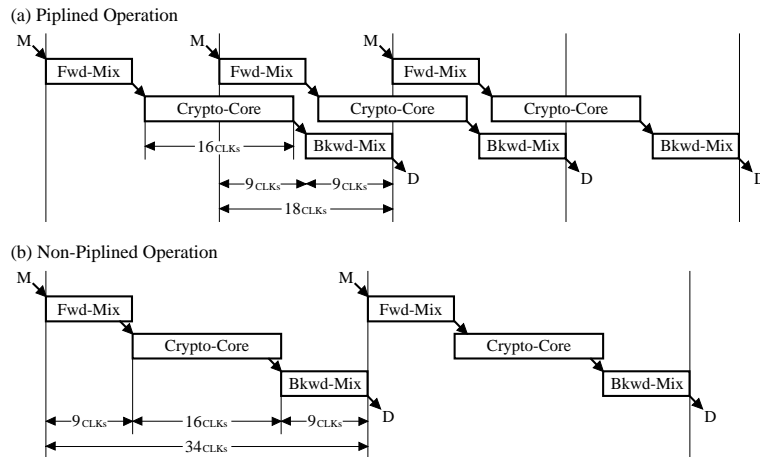 (a) Piplined Operation
M M M
Fwd-Mix Fwd-Mix Fwd-Mix
Crypto-Core Crypto-Core Crypto-Core
Bkwd-Mix Bkwd-Mix Bkwd-Mix
16CLKs
D D D
9CLKs 9CLKs
18CLKs
(b) Non-Piplined Operation
M M
Fwd-Mix Fwd-Mix
Crypto-Core Crypto-Core
Bkwd-Mix Bkwd-Mix
D D
9CLKs 16CLKs 9CLKs
34CLKs